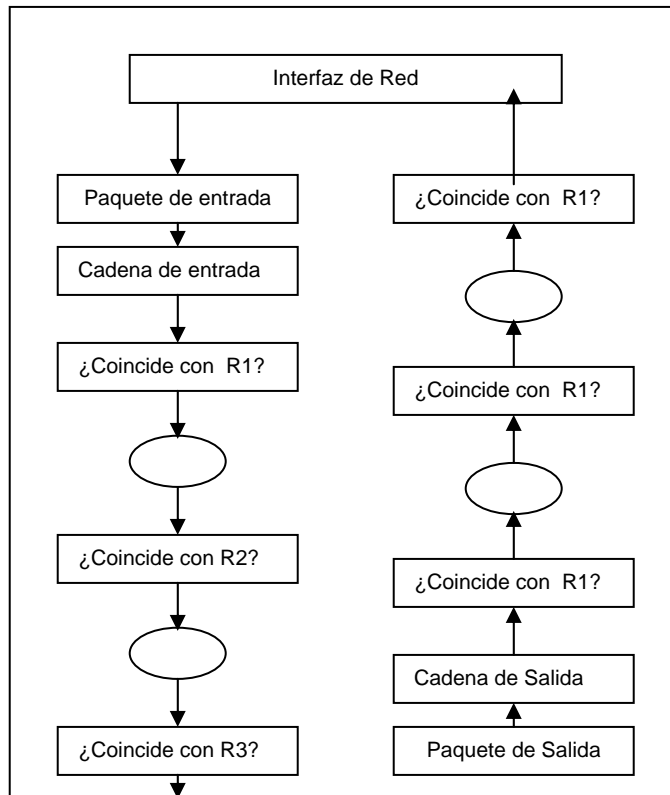 Interfaz de Red
Paquete de entrada
Cadena de entrada
¿Coincide con R1?
¿Coincide con R2?
¿Coincide con R3?
¿Coincide con R1?
¿Coincide con R1?
¿Coincide con R1?
Cadena de Salida
Paquete de Salida